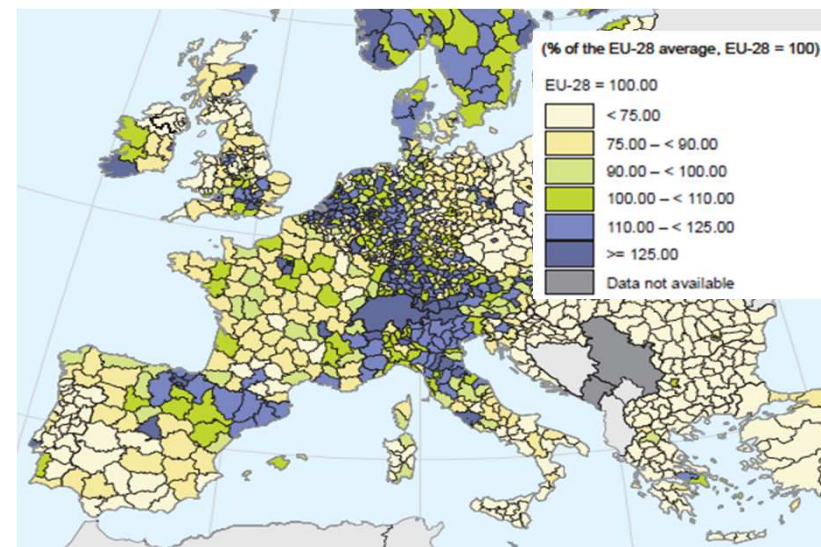 (% of the EU-28 average, EU-28 = 100)
EU-28 = 100.00
< 75.00
75.00 – < 90.00
90.00 – < 100.00
100.00 – < 110.00
110.00 – < 125.00
>= 125.00
Data not available